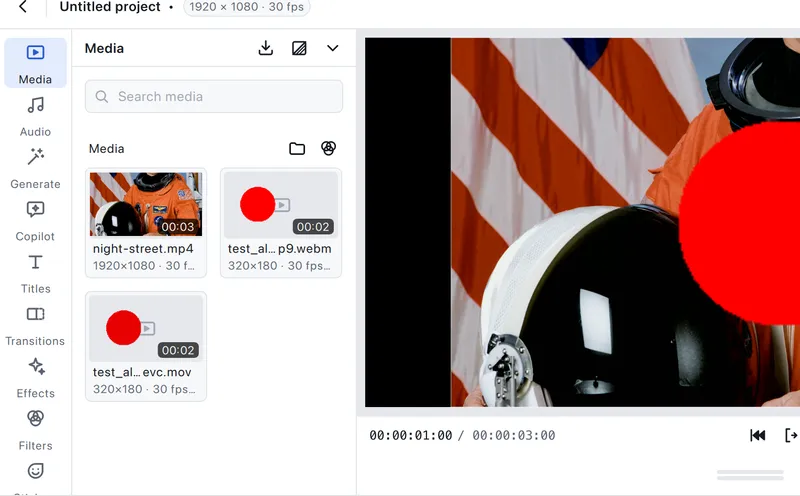 Untitled project • 1920 × 1080 · 30 fps
Media
Audio
Generate
Copilot
Titles
Transitions
Effects
Filters
Media
Search media
Media
00:03
night-street.mp4
1920×1080 · 30 f...
00:02
test_al... p9.webm
320×180 · 30 fps...
00:02
test_al... evc.mov
320×180 · 30 fps...
00:00:01:00 / 00:00:03:00